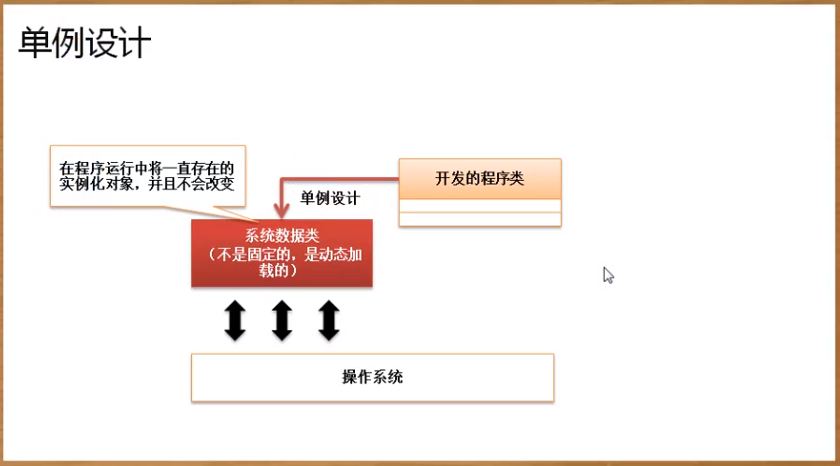 单例设计
在程序运行中将一直存在的
实例化对象，并且不会改变
开发的程序类
单例设计
系统数据类
（不是固定的，是动态加
载的）
操作系统